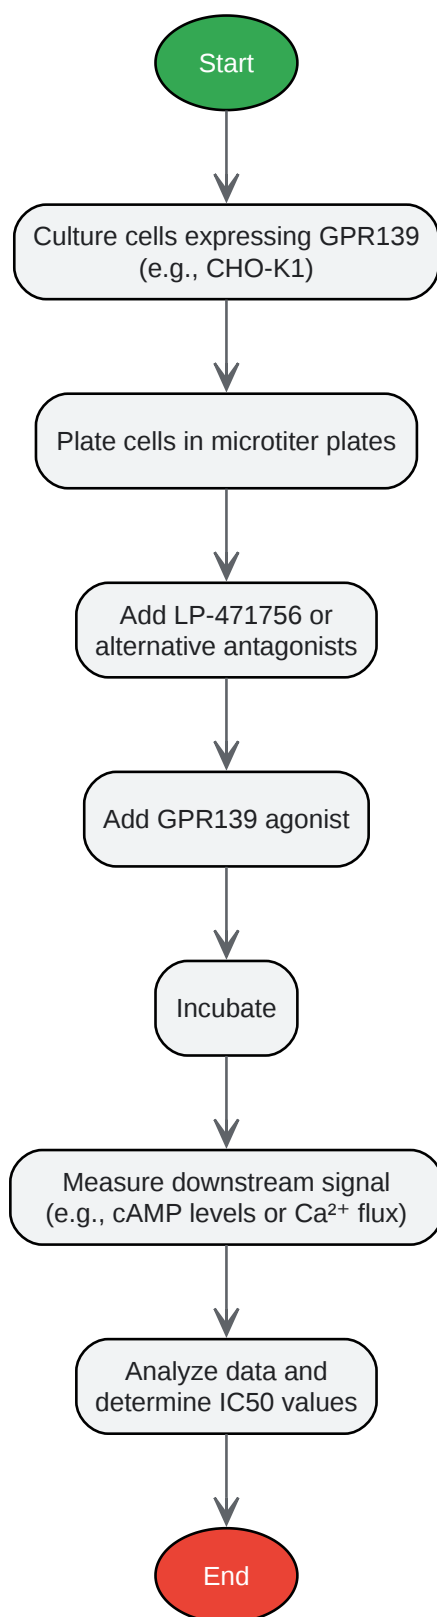 Start
Culture cells expressing GPR139
(e.g., CHO-K1)
Plate cells in microtiter plates
Add LP-471756 or
alternative antagonists
Add GPR139 agonist
Incubate
Measure downstream signal
(e.g., cAMP levels or Ca²⁺ flux)
Analyze data and
determine IC50 values
End